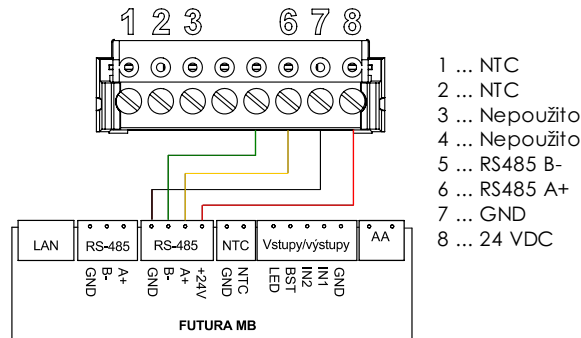 1 2 3 6 7 8
1 ... NTC
2 ... NTC
3 ... Nepoužito
4 ... Nepoužito
5 ... RS485 B-
6 ... RS485 A+
7 ... GND
8 ... 24 VDC
LAN RS-485 RS-485 NTC Vstupy/výstupy AA
GND B- A+ GND B- A+ +24V GND NTC LED BST IN2 IN1 GND
FUTURA MB